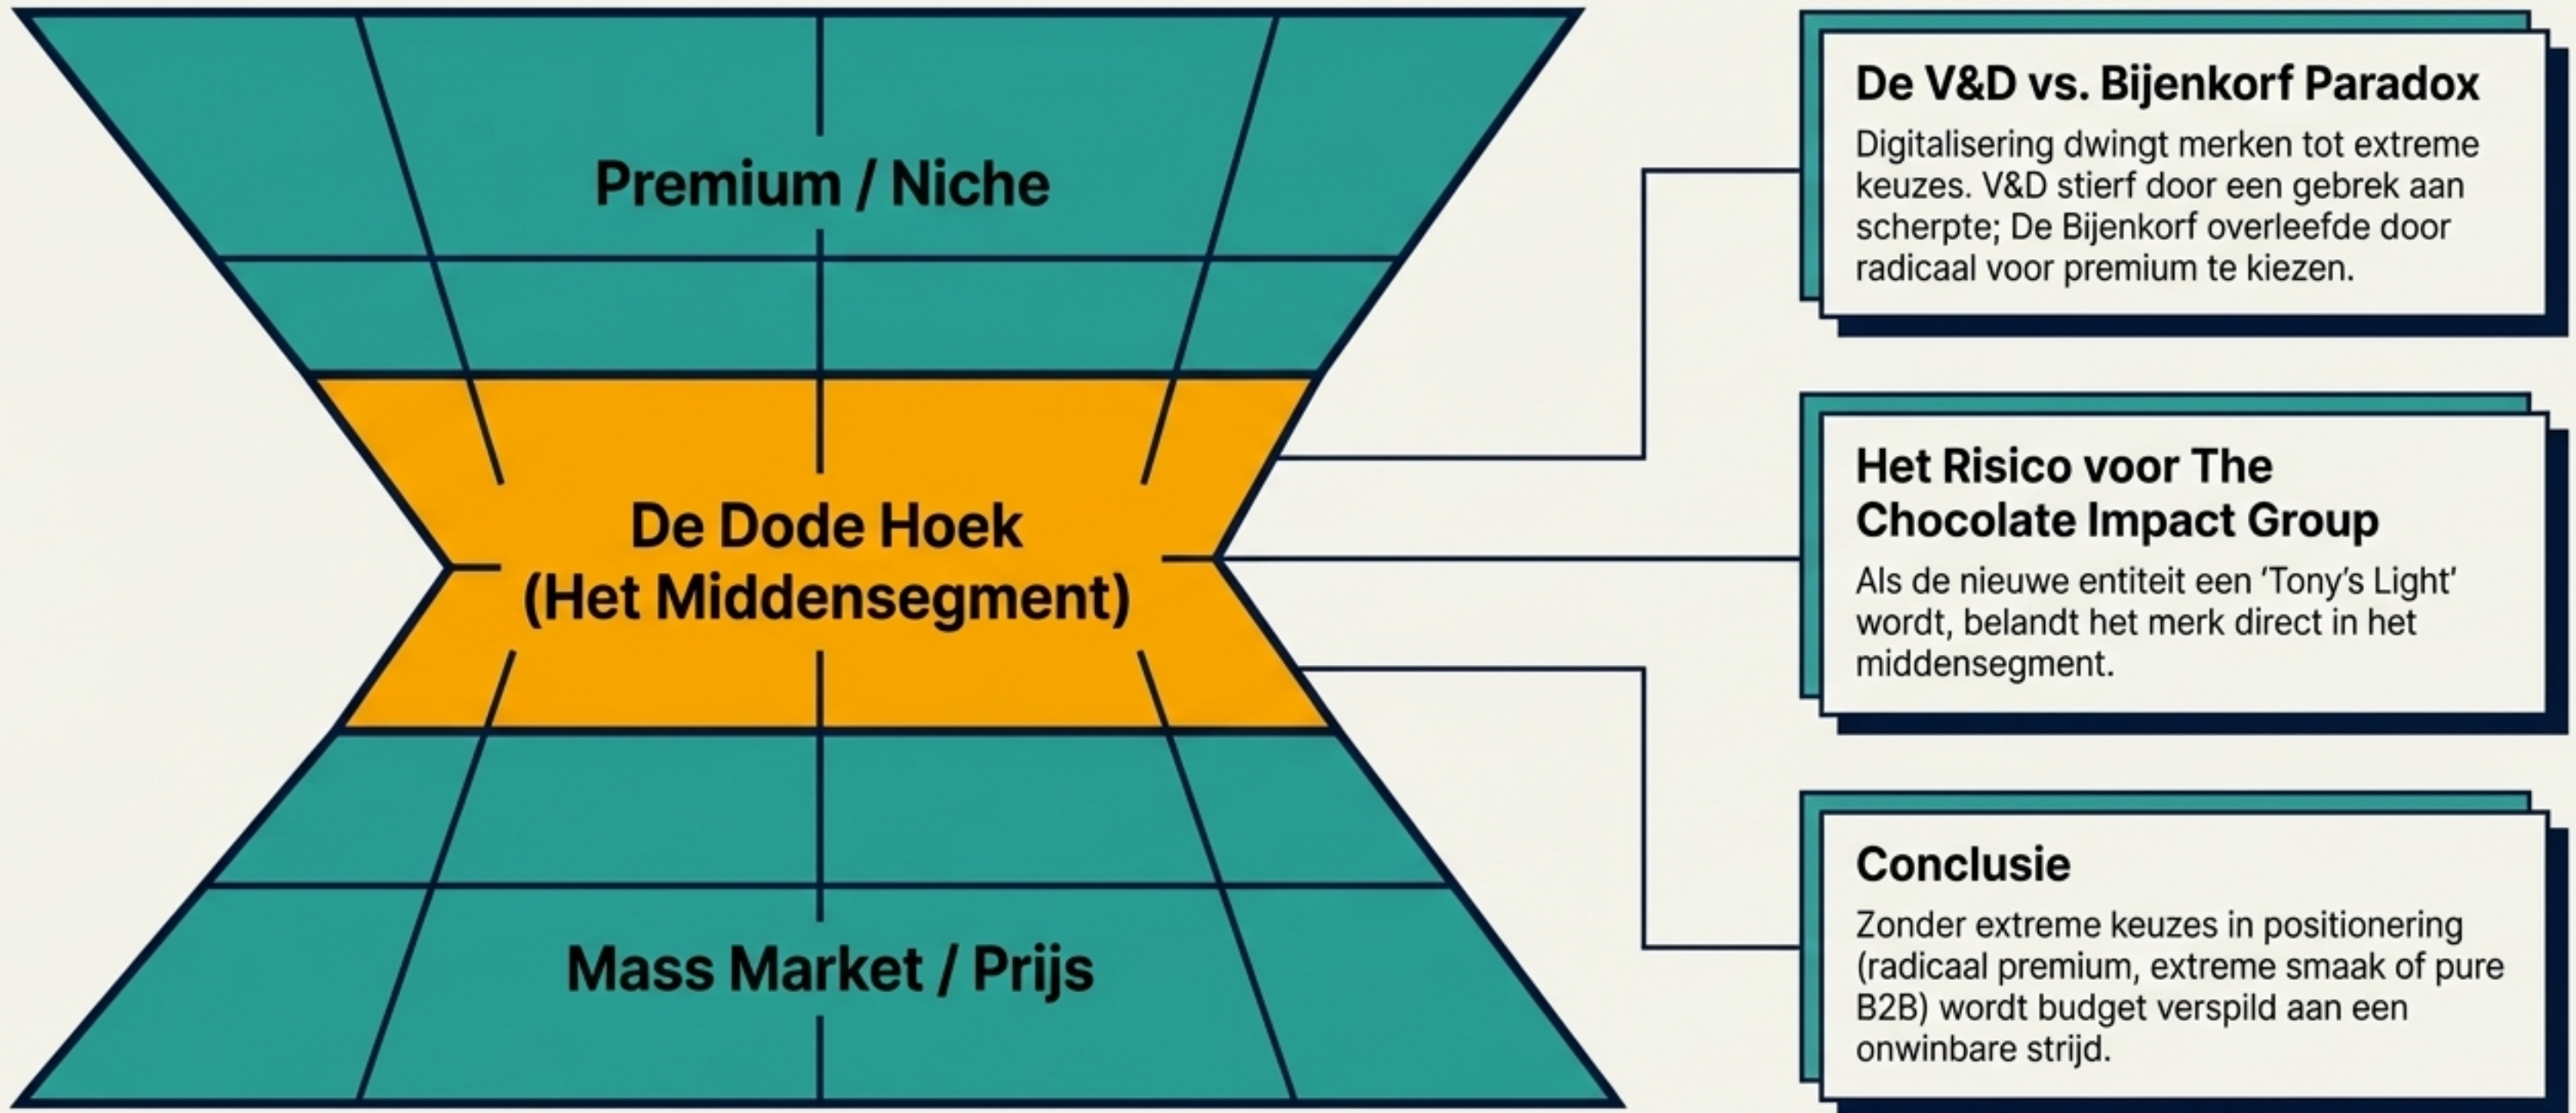 Premium / Niche
De Dode Hoek
(Het Middensegment)
Mass Market / Prijs
De V&D vs. Bijenkorf Paradox
Digitalisering dwingt merken tot extreme
keuzes. V&D stierf door een gebrek aan
scherpte; De Bijenkorf overleefde door
radicaal voor premium te kiezen.
Het Risico voor The
Chocolate Impact Group
Als de nieuwe entiteit een ‘Tony’s Light’
wordt, belandt het merk direct in het
middensegment.
Conclusie
Zonder extreme keuzes in positionering
(radicaal premium, extreme smaak of pure
B2B) wordt budget verspild aan een
onwinbare strijd.